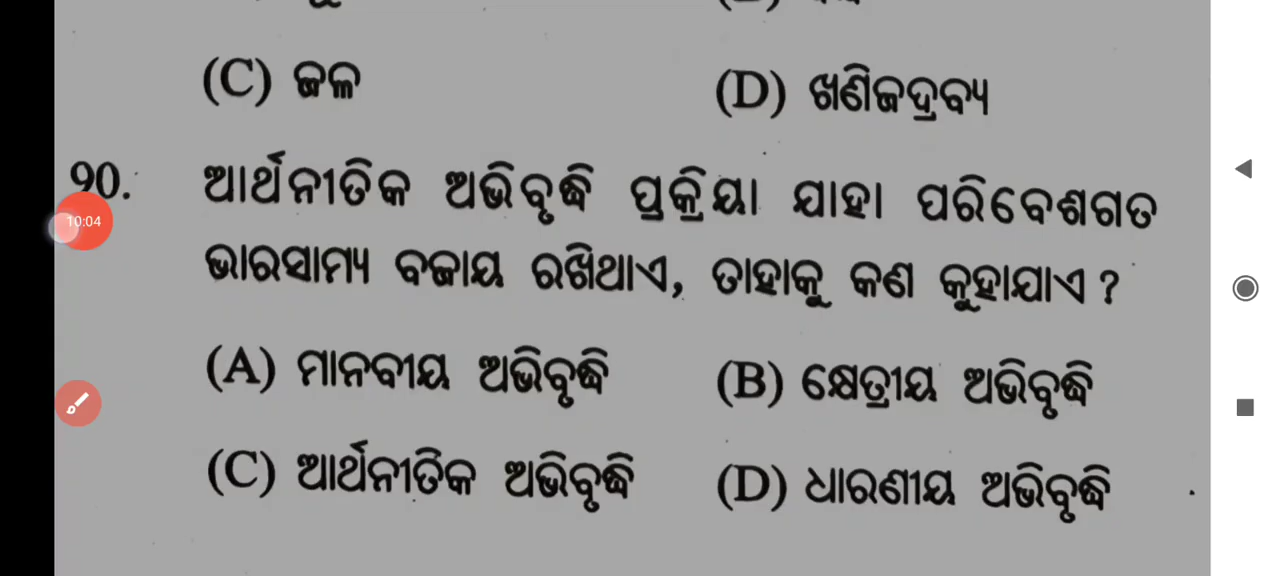 (C) ଜଳ (D) ଖଣିଜଦ୍ରବ୍ୟ
90. ଆର୍ଥନୀତିକ ଅଭିବୃଦ୍ଧି ପ୍ରକ୍ରିୟା ଯାହା ପରିବେଶଗତ
10:04
ଭାରସାମ୍ୟ ବଜାୟ ରଖିଥାଏ, ତାହାକୁ କଣ କୁହାଯାଏ ?
(A) ମାନବୀୟ ଅଭିବୃଦ୍ଧି (B) କ୍ଷେତ୍ରୀୟ ଅଭିବୃଦ୍ଧି
(C) ଆର୍ଥନୀତିକ ଅଭିବୃଦ୍ଧି (D) ଧାରଣୀୟ ଅଭିବୃଦ୍ଧି